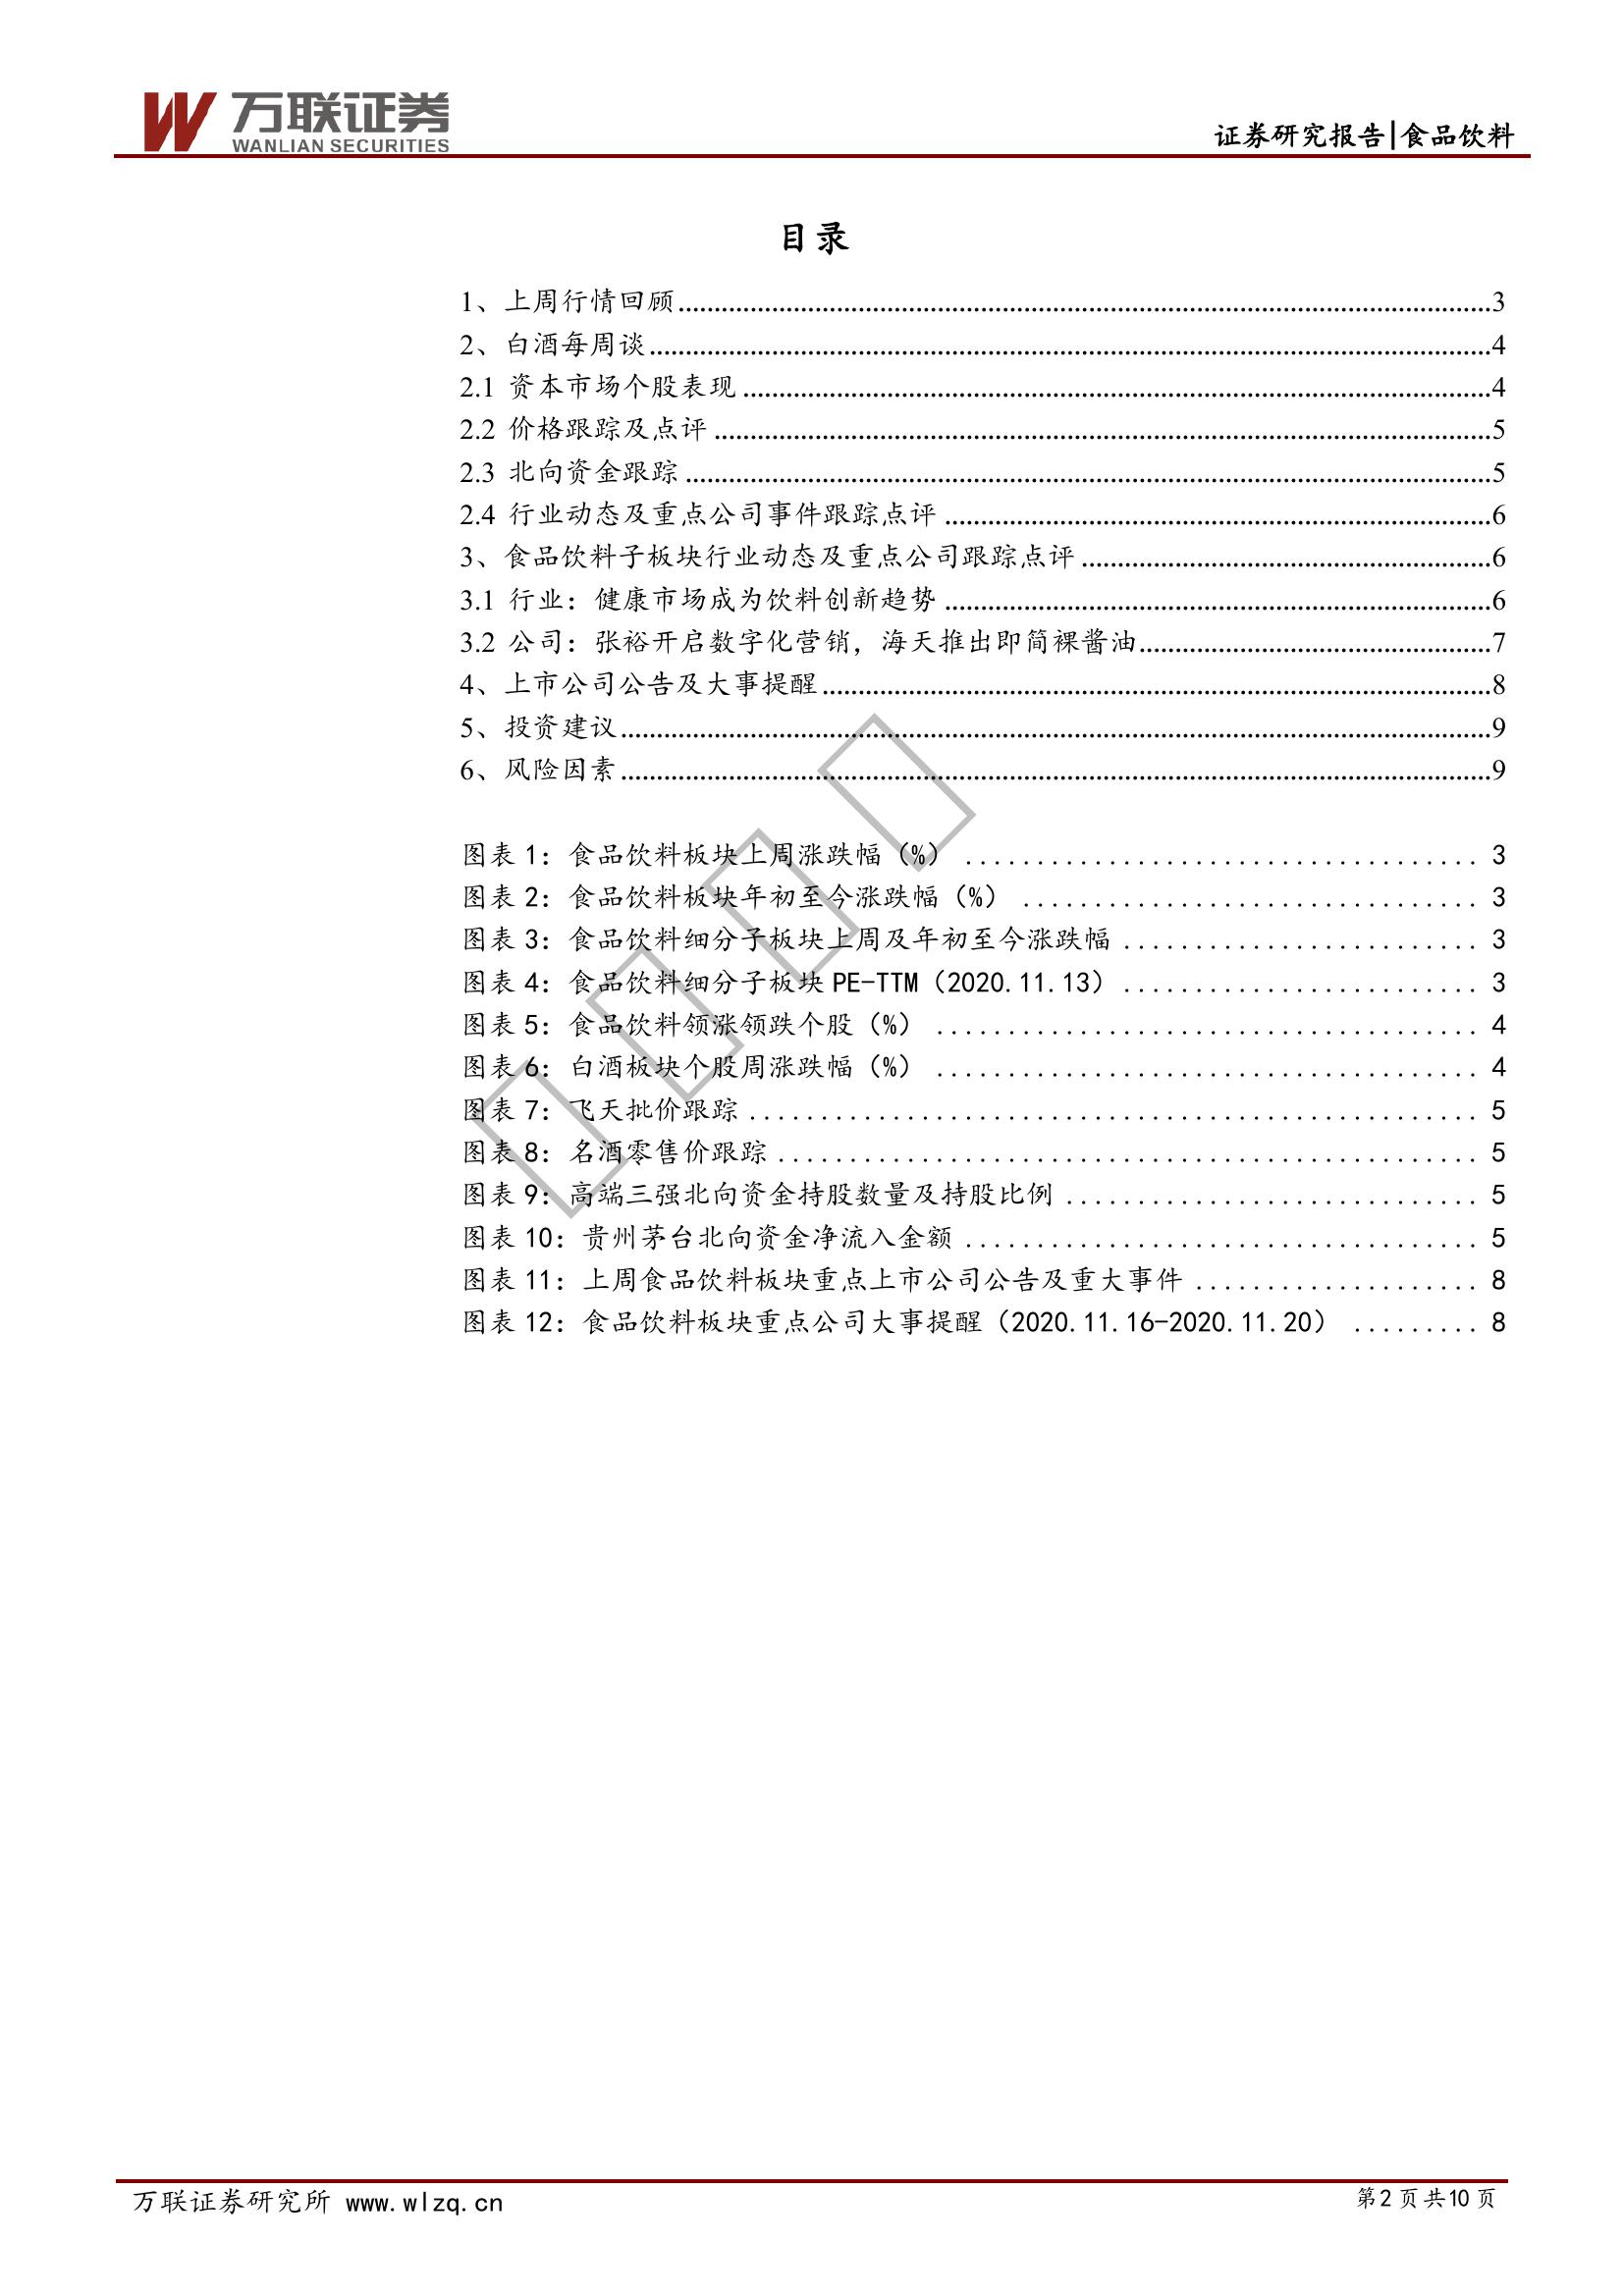 万联证券
WANLIAN SECURITIES
证券研究报告|食品饮料
目录
1、上周行情回顾................................3
2、白酒每周谈................................4
2.1 资本市场个股表现................................4
2.2 价格跟踪及点评................................5
2.3 北向资金跟踪................................5
2.4 行业动态及重点公司事件跟踪点评................................6
3、食品饮料子板块行业动态及重点公司跟踪点评................................6
3.1 行业：健康市场成为饮料创新趋势................................6
3.2 公司：张裕开启数字化营销，海天推出即简裸酱油................................7
4、上市公司公告及大事提醒................................8
5、投资建议................................9
6、风险因素................................9
图表 1：食品饮料板块上周涨跌幅（%） ................................ 3
图表 2：食品饮料板块年初至今涨跌幅（%） ................................ 3
图表 3：食品饮料细分子板块上周及年初至今涨跌幅 ......................... 3
图表 4：食品饮料细分子板块 PE-TTM（2020.11.13） ......................... 3
图表 5：食品饮料领涨领跌个股（%） ................................ 4
图表 6：白酒板块个股周涨跌幅（%） ................................ 4
图表 7：飞天批价跟踪 ................................ 5
图表 8：名酒零售价跟踪 ................................ 5
图表 9：高端三强北向资金持股数量及持股比例 ............................. 5
图表 10：贵州茅台北向资金净流入金额 ................................ 5
图表 11：上周食品饮料板块重点上市公司公告及重大事件 .................... 8
图表 12：食品饮料板块重点公司大事提醒（2020.11.16-2020.11.20） ......... 8
万联证券研究所 www.wlzq.cn
第2页共10页